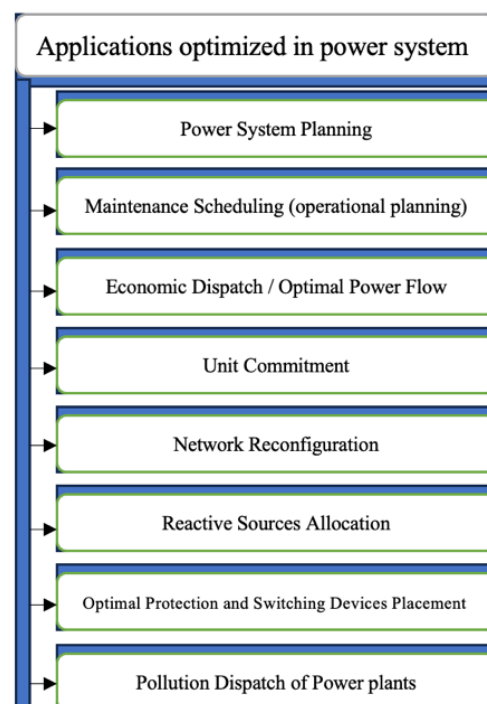 Applications optimized in power system
Power System Planning
Maintenance Scheduling (operational planning)
Economic Dispatch / Optimal Power Flow
Unit Commitment
Network Reconfiguration
Reactive Sources Allocation
Optimal Protection and Switching Devices Placement
Pollution Dispatch of Power plants